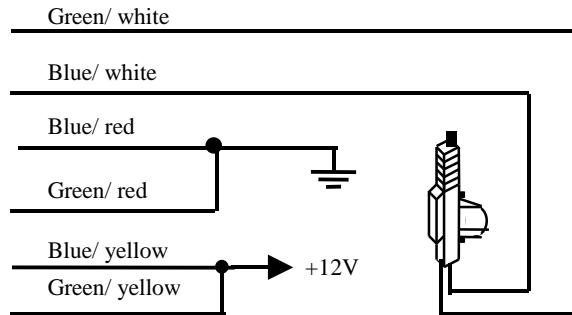 Green/ white
Blue/ white
Blue/ red
Green/ red
Blue/ yellow
+12V
Green/ yellow